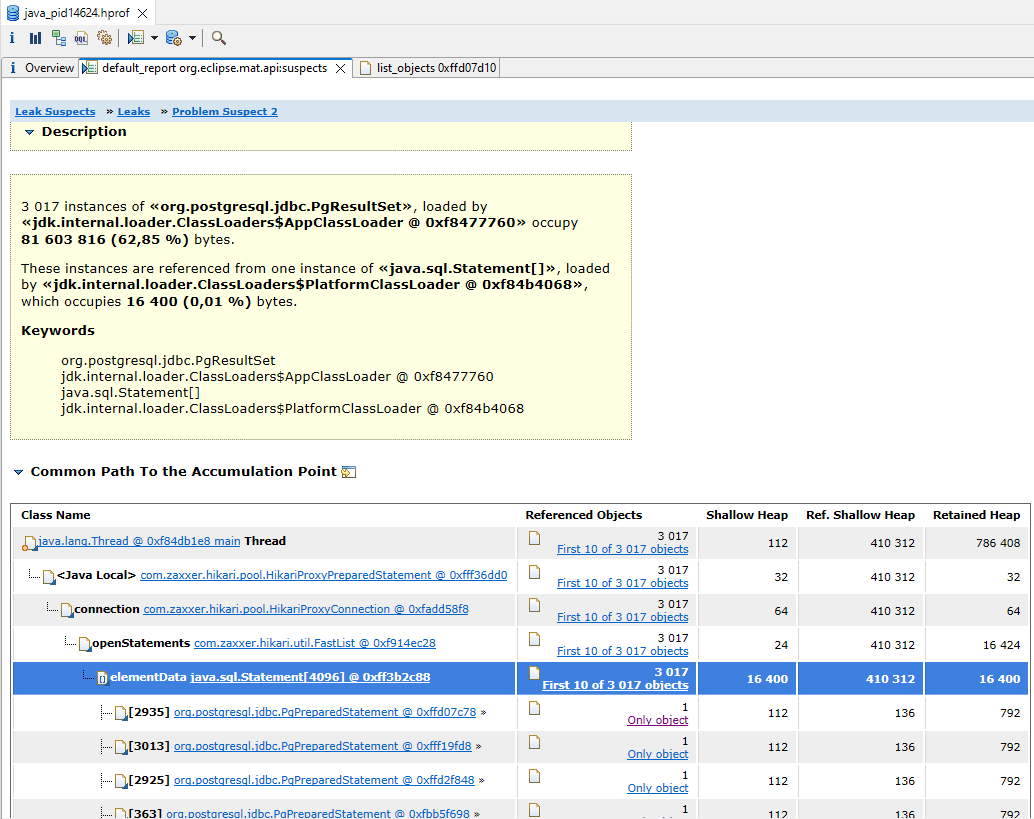 java_pid14624.hprof
i OQL
i Overview default_report org.eclipse.mat.api:suspects list_objects 0xffd07d10
Leak Suspects » Leaks » Problem Suspect 2
Description
3 017 instances of «org.postgresql.jdbc.PgResultSet», loaded by
«jdk.internal.loader.ClassLoaders$AppClassLoader @ 0xf8477760» occupy
81 603 816 (62,85 %) bytes.
These instances are referenced from one instance of «java.sql.Statement[]», loaded
by «jdk.internal.loader.ClassLoaders$PlatformClassLoader @ 0xf84b4068»,
which occupies 16 400 (0,01 %) bytes.
Keywords
org.postgresql.jdbc.PgResultSet
jdk.internal.loader.ClassLoaders$AppClassLoader @ 0xf8477760
java.sql.Statement[]
jdk.internal.loader.ClassLoaders$PlatformClassLoader @ 0xf84b4068
Common Path To the Accumulation Point
Class Name Referenced Objects Shallow Heap Ref. Shallow Heap Retained Heap
java.lang.Thread @ 0xf84db1e8 main Thread 3 017 112 410 312 786 408
First 10 of 3 017 objects
<Java Local> com.zaxxer.hikari.pool.HikariProxyPreparedStatement @ 0xfff36dd0 3 017 32 410 312 32
First 10 of 3 017 objects
connection com.zaxxer.hikari.pool.HikariProxyConnection @ 0xfadd58f8 3 017 64 410 312 64
First 10 of 3 017 objects
openStatements com.zaxxer.hikari.util.FastList @ 0xf914ec28 3 017 24 410 312 16 424
First 10 of 3 017 objects
elementData java.sql.Statement[4096] @ 0xff3b2c88 3 017 16 400 410 312 16 400
First 10 of 3 017 objects
[2935] org.postgresql.jdbc.PgPreparedStatement @ 0xffd07c78 » 1 112 136 792
Only object
[3013] org.postgresql.jdbc.PgPreparedStatement @ 0xfff19fd8 » 1 112 136 792
Only object
[2925] org.postgresql.jdbc.PgPreparedStatement @ 0xffd2f848 » 1 112 136 792
Only object
[363] org.postgresql.jdbc.PgPreparedStatement @ 0xfbb5f698 » 1 112 136 792